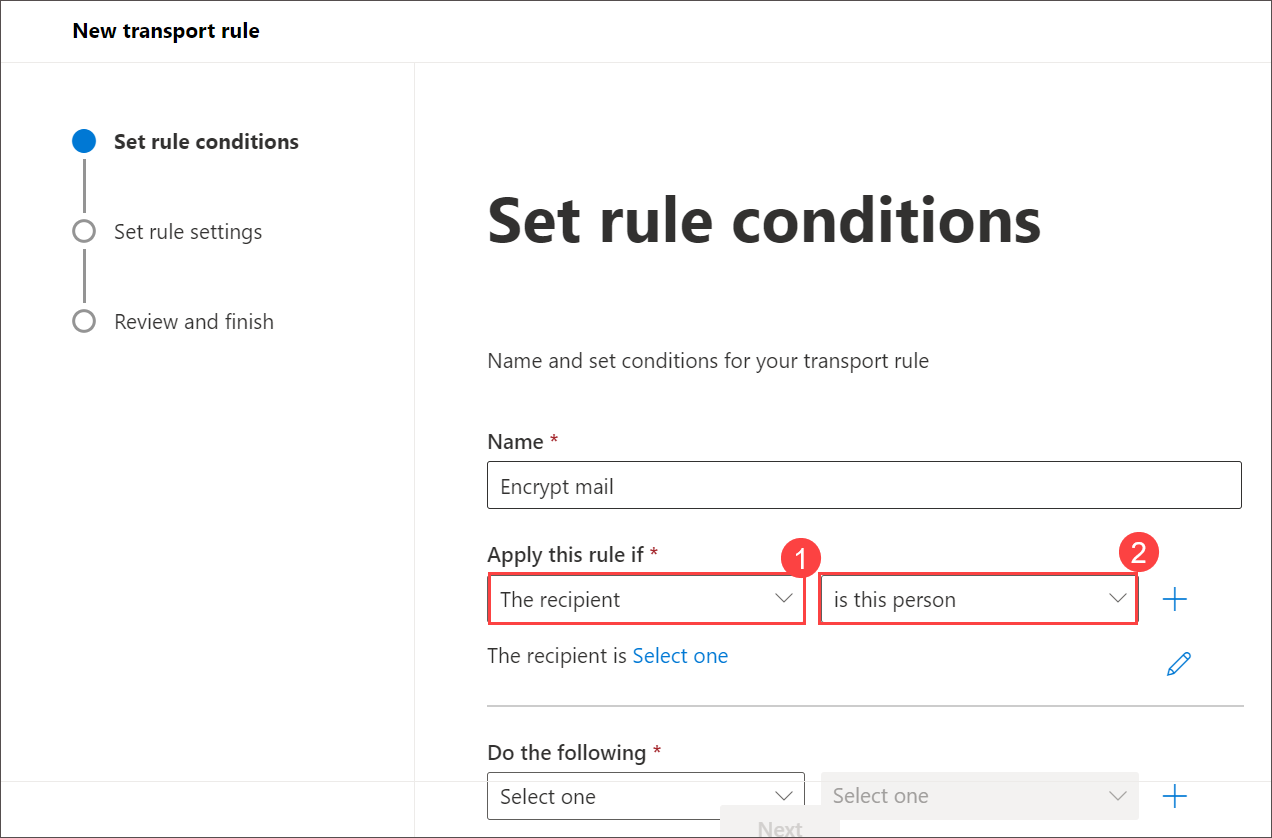 New transport rule
Set rule conditions
Set rule settings
Review and finish
Set rule conditions
Name and set conditions for your transport rule
Name *
Encrypt mail
Apply this rule if *
1
2
The recipient
is this person
The recipient is Select one
Do the following *
Select one
Select one
Next